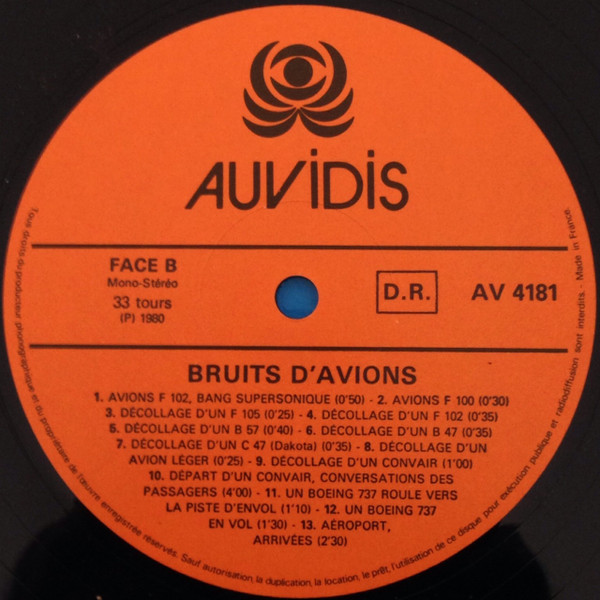 AUVIDIS
FACE B
Mono-Stéréo
33 tours
(P) 1980
D.R.
AV 4181
BRUITS D'AVIONS
1. AVIONS F 102, BANG SUPERSONIQUE (0'50) - 2. AVIONS F 100 (0'30)
3. DÉCOLLAGE D'UN F 105 (0'25) - 4. DÉCOLLAGE D'UN F 102 (0'35)
5. DÉCOLLAGE D'UN B 57 (0'40) - 6. DÉCOLLAGE D'UN B 47 (0'35)
7. DÉCOLLAGE D'UN C 47 (Dakota) (0'35) - 8. DÉCOLLAGE D'UN
AVION LÉGER (0'25) - 9. DÉCOLLAGE D'UN CONVAIR (1'00)
10. DÉPART D'UN CONVAIR, CONVERSATIONS DES
PASSAGERS (4'00) - 11. UN BOEING 737 ROULE VERS
LA PISTE D'ENVOL (1'10) - 12. UN BOEING 737
EN VOL (1'30) - 13. AÉROPORT,
ARRIVÉES (2'30)
Tous droits du producteur phonographique et du propriétaire de l'œuvre enregistrée réservés. Sauf autorisation, la duplication, la location, le prêt, l'utilisation de ce disque pour exécution publique et radiodiffusion sont interdits. - Made in France.